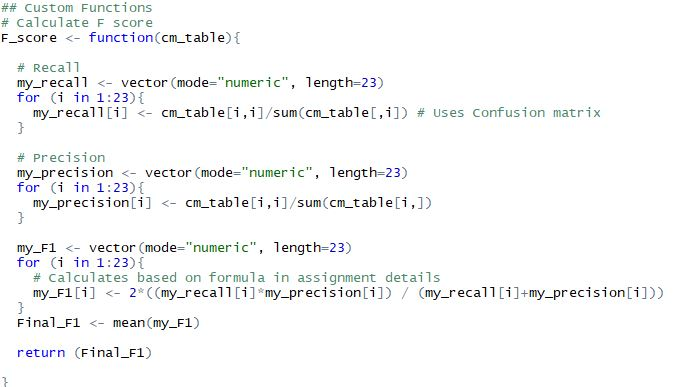 ## Custom Functions
# Calculate F score
F_score <- function(cm_table){
# Recall
my_recall <- vector(mode="numeric", length=23)
for (i in 1:23){
my_recall[i] <- cm_table[i,i]/sum(cm_table[,i]) # Uses Confusion matrix
}
# Precision
my_precision <- vector(mode="numeric", length=23)
for (i in 1:23){
my_precision[i] <- cm_table[i,i]/sum(cm_table[i,])
}
my_F1 <- vector(mode="numeric", length=23)
for (i in 1:23){
# Calculates based on formula in assignment details
my_F1[i] <- 2*((my_recall[i]*my_precision[i]) / (my_recall[i]+my_precision[i]))
}
Final_F1 <- mean(my_F1)
return (Final_F1)
}